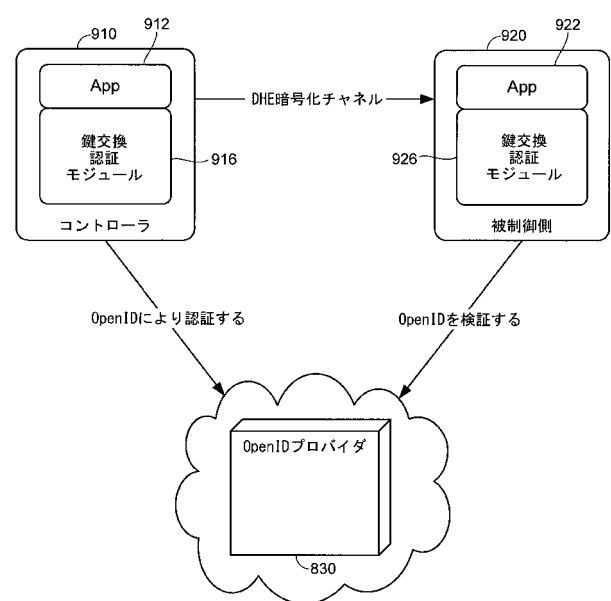 910
912
App
鍵交換
認証
モジュール
916
コントローラ
DHE暗号化チャネル
920
922
App
926
鍵交換
認証
モジュール
被制御側
OpenIDにより認証する
OpenIDを検証する
OpenIDプロバイダ
830